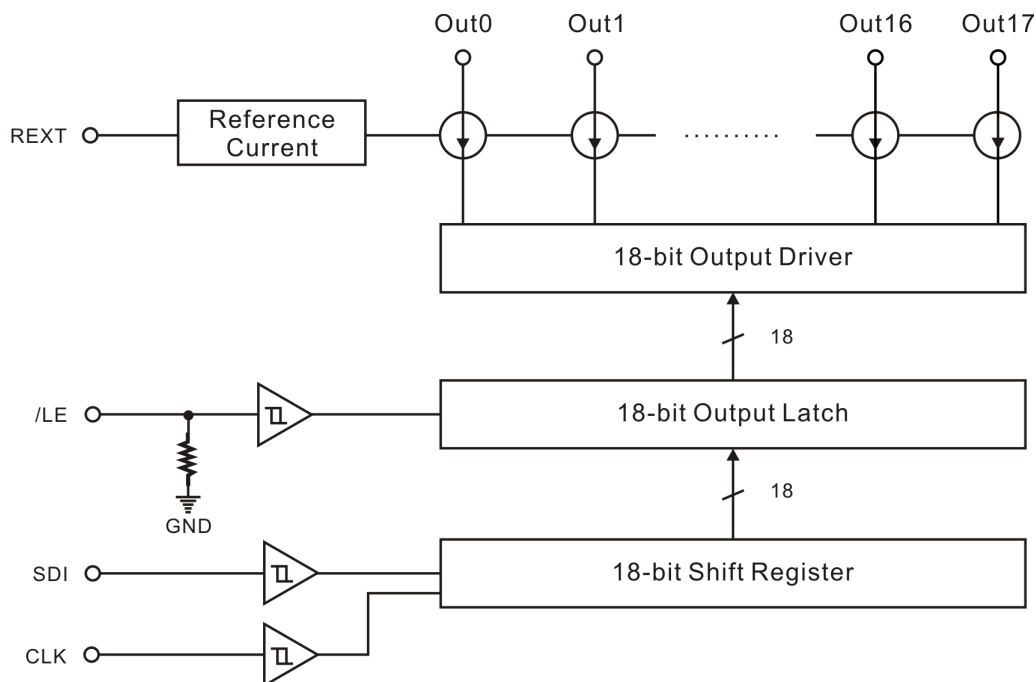 Out0 Out1 Out16 Out17
REXT
Reference
Current
..........
18-bit Output Driver
18
/LE
18-bit Output Latch
GND
18
SDI
18-bit Shift Register
CLK